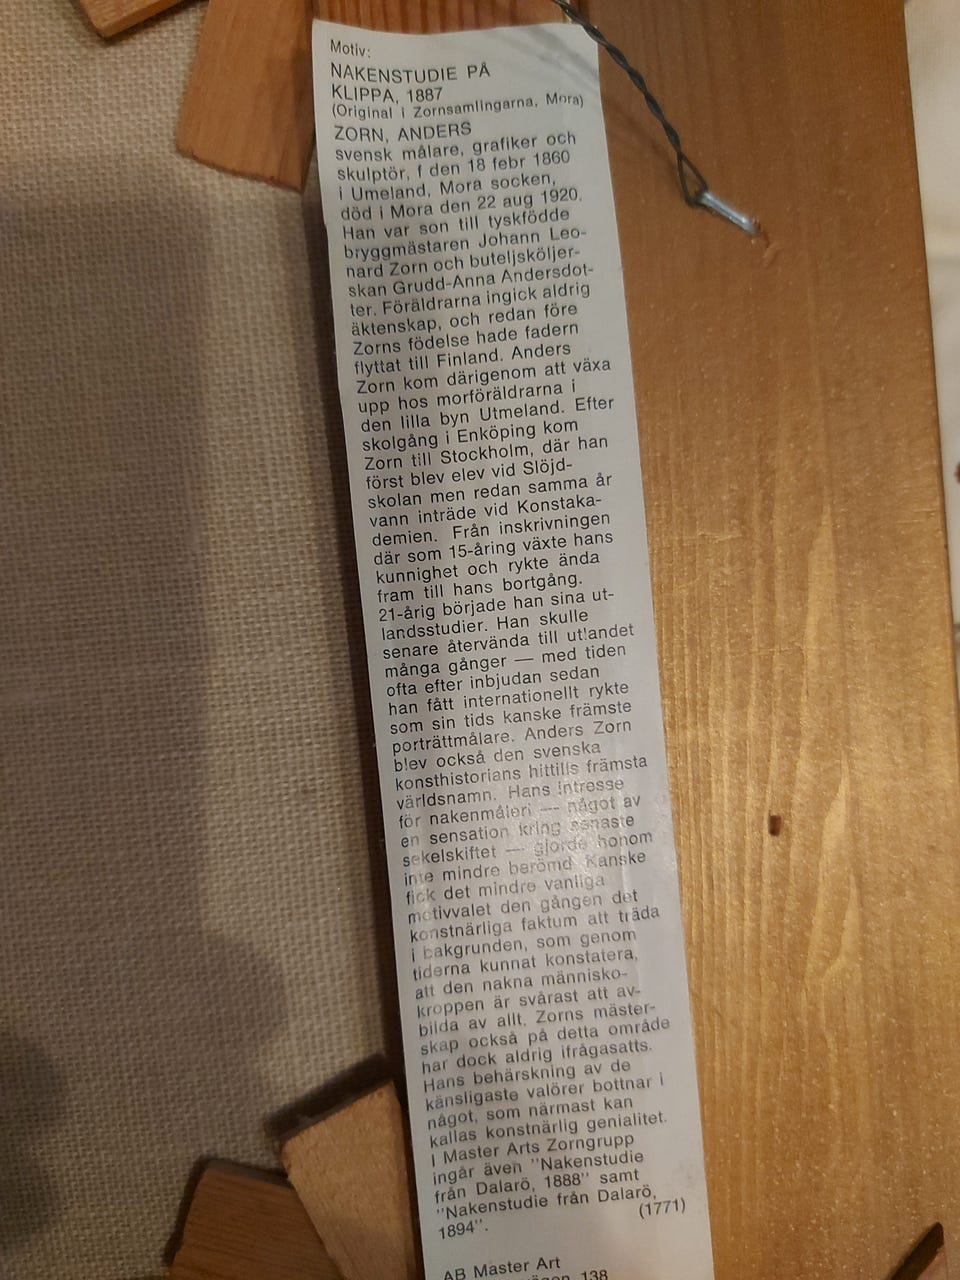 Motiv:
NAKENSTUDIE PÅ
KLIPPA, 1887
(Original i Zornsamlingarna, Mora)
ZORN, ANDERS
svensk målare, grafiker och
skulptör, f den 18 febr 1860
i Umeland, Mora socken,
död i Mora den 22 aug 1920.
Han var son till tyskfödde
bryggmästaren Johann Leo-
nard Zorn och buteljsköljer-
skan Grudd-Anna Andersdot-
ter. Föräldrarna ingick aldrig
äktenskap, och redan före
Zorns födelse hade fadern
flyttat till Finland. Anders
Zorn kom därigenom att växa
upp hos morföräldrarna i
den lilla byn Utmeland. Efter
skolgång i Enköping kom
Zorn till Stockholm, där han
först blev elev vid Slöjd-
skolan men redan samma år
vann inträde vid Konstaka-
demien. Från inskrivningen
där som 15-åring växte hans
kunnighet och rykte ända
fram till hans bortgång.
21-årig började han sina ut-
landsstudier. Han skulle
senare återvända till utlandet
många gånger — med tiden
ofta efter inbjudan sedan
han fått internationellt rykte
som sin tids kanske främste
porträttmålare. Anders Zorn
blev också den svenska
konsthistorians hittills främsta
världsnamn. Hans intresse
för nakenmåleri — något av
en sensation kring senaste
sekelskiftet — gjorde honom
inte mindre berömd. Kanske
fick det mindre vanliga
motivvalet den gången det
konstnärliga faktum att träda
i bakgrunden, som genom
tiderna kunnat konstatera,
att den nakna människo-
kroppen är svårast att av-
bilda av allt. Zorns mäster-
skap också på detta område
har dock aldrig ifrågasatts.
Hans behärskning av de
känsligaste valörer bottnar i
något, som närmast kan
kallas konstnärlig genialitet.
I Master Arts Zorngrupp
ingår även "Nakenstudie
från Dalarö, 1888" samt
"Nakenstudie från Dalarö,
1894". (1771)
AB Master Art
138